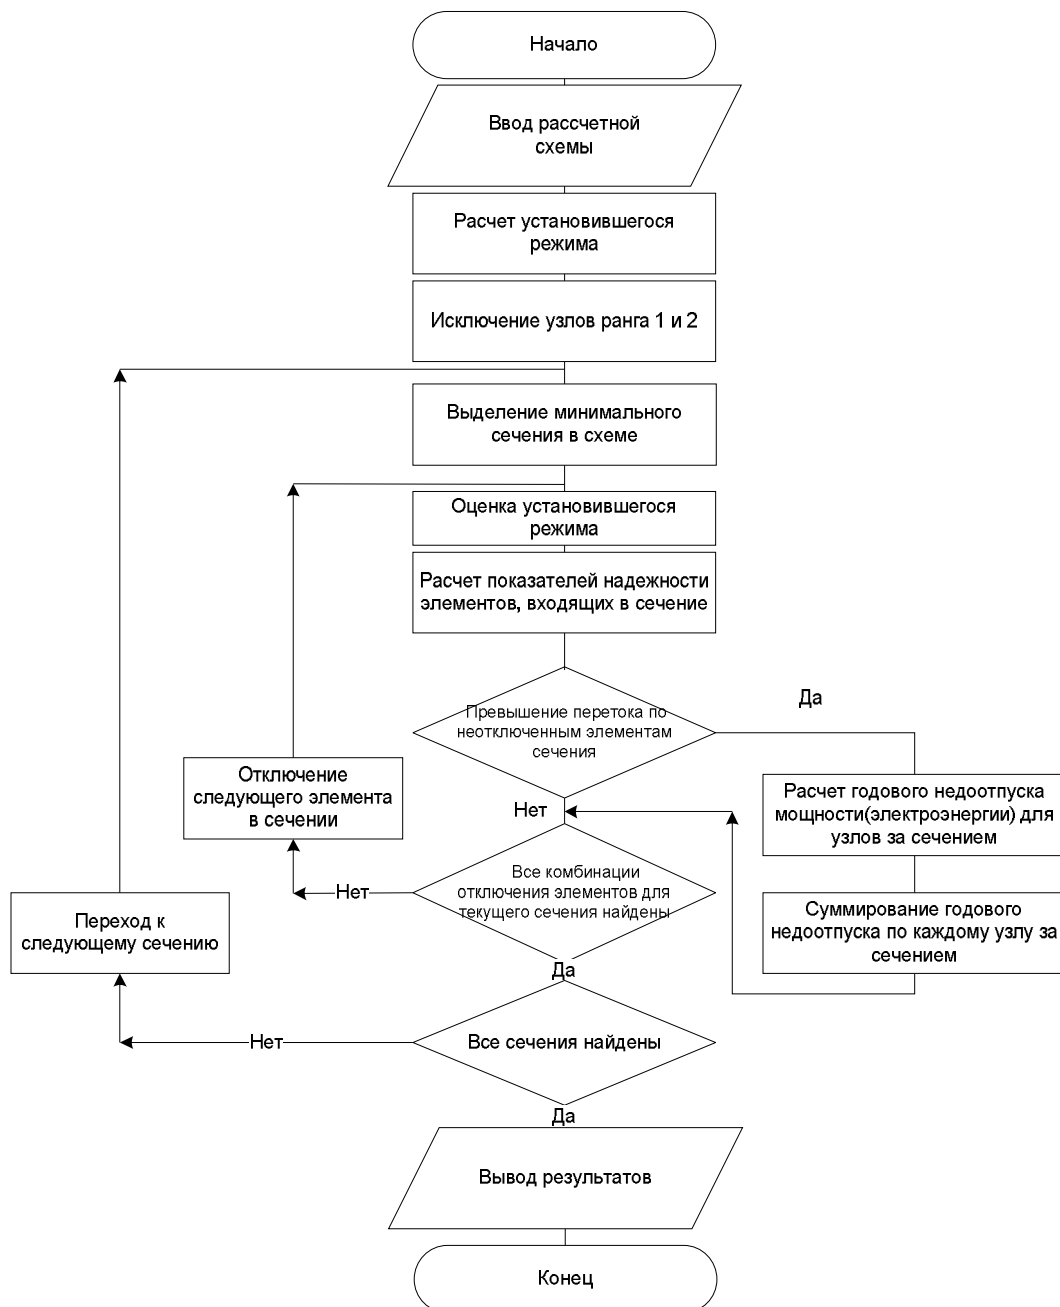 Начало
Ввод рассчетной
схемы
Расчет установившегося
режима
Исключение узлов ранга 1 и 2
Выделение минимального
сечения в схеме
Оценка установившегося
режима
Расчет показателей надежности
элементов, входящих в сечение
Превышение перетока по
неотключенным элементам
сечения
Да
Расчет годового недоотпуска
мощности(электроэнергии) для
узлов за сечением
Суммирование годового
недоотпуска по каждому узлу за
сечением
Нет
Отключение
следующего элемента
в сечении
Все комбинации
отключения элементов для
текущего сечения найдены
Нет
Переход к
следующему сечению
Да
Все сечения найдены
Нет
Да
Вывод результатов
Конец